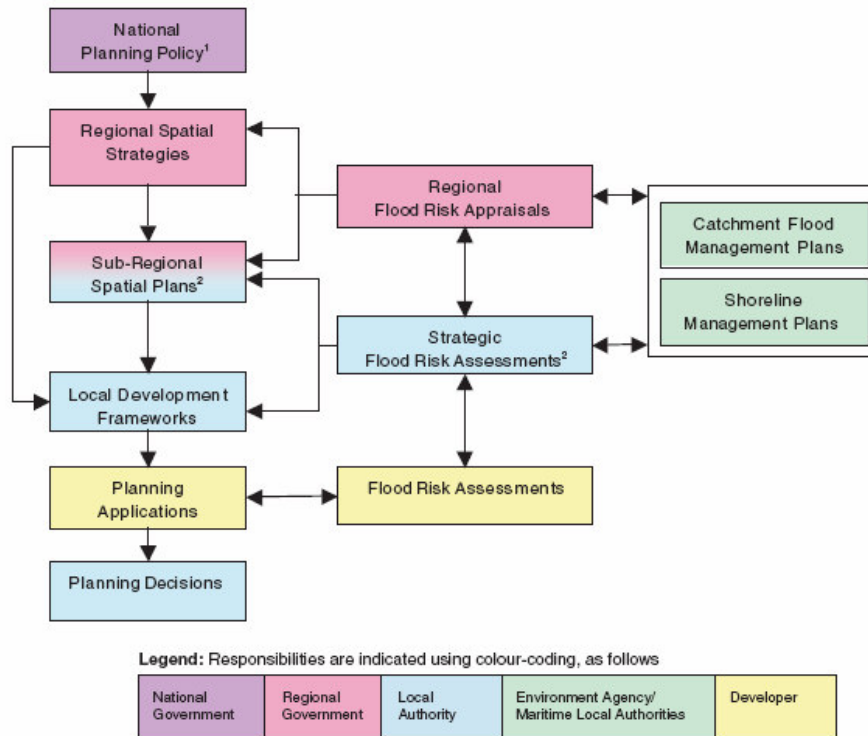 National
Planning Policy¹
Regional Spatial
Strategies
Regional
Flood Risk Appraisals
Catchment Flood
Management Plans
Sub-Regional
Spatial Plans²
Shoreline
Management Plans
Strategic
Flood Risk Assessments²
Local Development
Frameworks
Planning
Applications
Flood Risk Assessments
Planning Decisions
Legend: Responsibilities are indicated using colour-coding, as follows
National
Government
Regional
Government
Local
Authority
Environment Agency/
Maritime Local Authorities
Developer